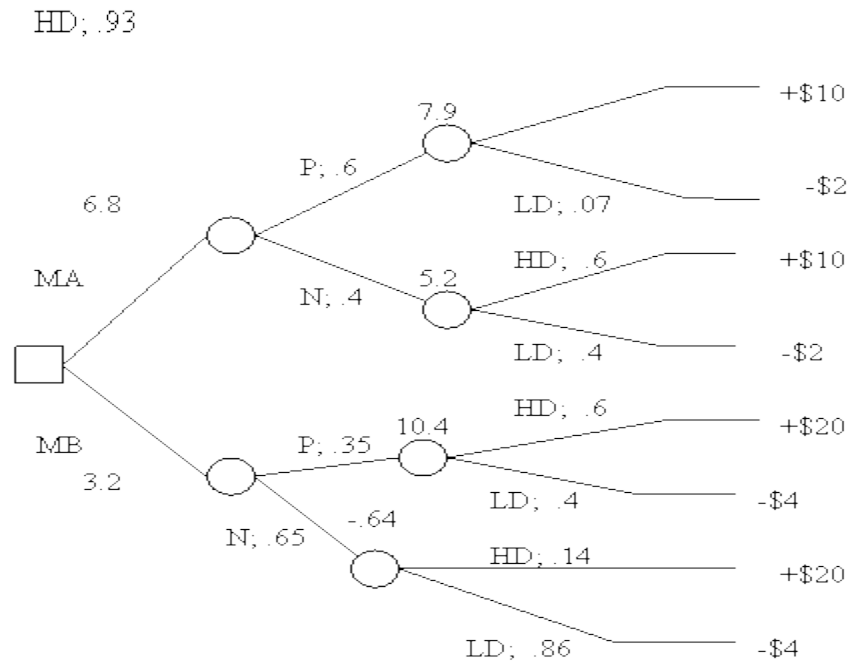 HD; .93
+$10
7.9
P; .6
-$2
LD; .07
6.8
HD; .6
+$10
5.2
MA
N; .4
LD; .4
-$2
HD; .6
10.4
+$20
MB
P; .35
3.2
LD; .4
-$4
-.64
N; .65
HD; .14
+$20
LD; .86
-$4